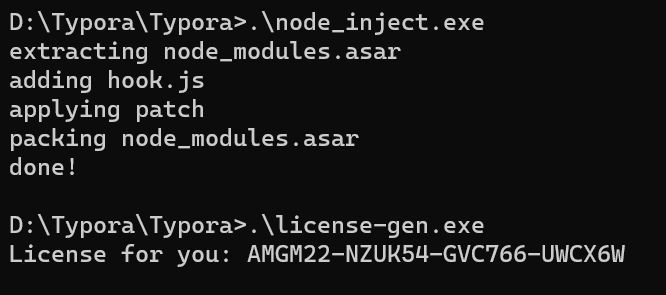 D:\Typora\Typora>.\node_inject.exe
extracting node_modules.asar
adding hook.js
applying patch
packing node_modules.asar
done!
D:\Typora\Typora>.\license-gen.exe
License for you: AMGM22-NZUK54-GVC766-UWCX6W